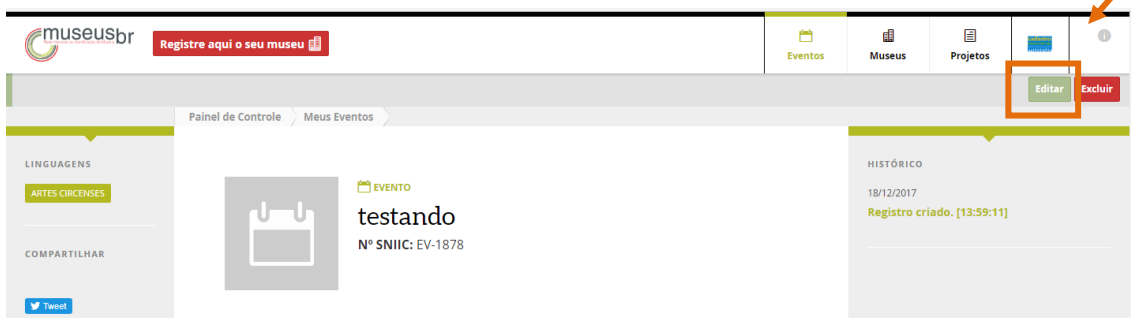 museusbr
Registre aqui o seu museu
Eventos
Museus
Projetos
Editar
Excluir
Painel de Controle
Meus Eventos
LINGUAGENS
ARTES CIRCENSES
COMPARTILHAR
Tweet
EVENTO
testando
Nº SNIIC: EV-1878
HISTÓRICO
18/12/2017
Registro criado. [13:59:11]